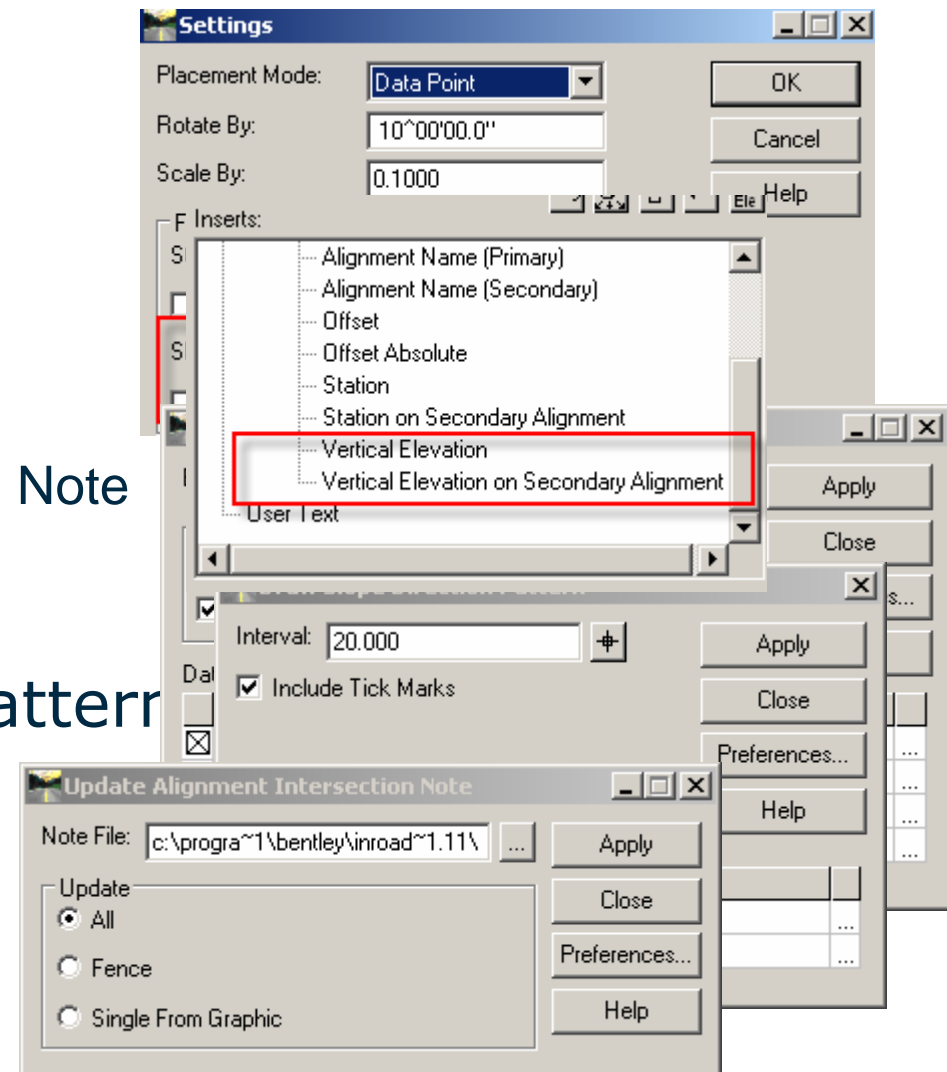 Settings
Placement Mode: Data Point OK
Rotate By: 10^00'00.0" Cancel
Scale By: 0.1000 Help
Ele
F Inserts:
Alignment Name (Primary)
Alignment Name (Secondary)
Offset
Offset Absolute
Station
Station on Secondary Alignment
Vertical Elevation
Vertical Elevation on Secondary Alignment
User Text
Note
Apply
Close
s...
Interval: 20.000 Apply
Include Tick Marks Close
Preferences...
Help
...
...
...
...
Update Alignment Intersection Note
Note File: c:\progra~1\bentley\inroad~1.11\ ... Apply
Update Close
All
Fence Preferences...
Single From Graphic Help
...
...